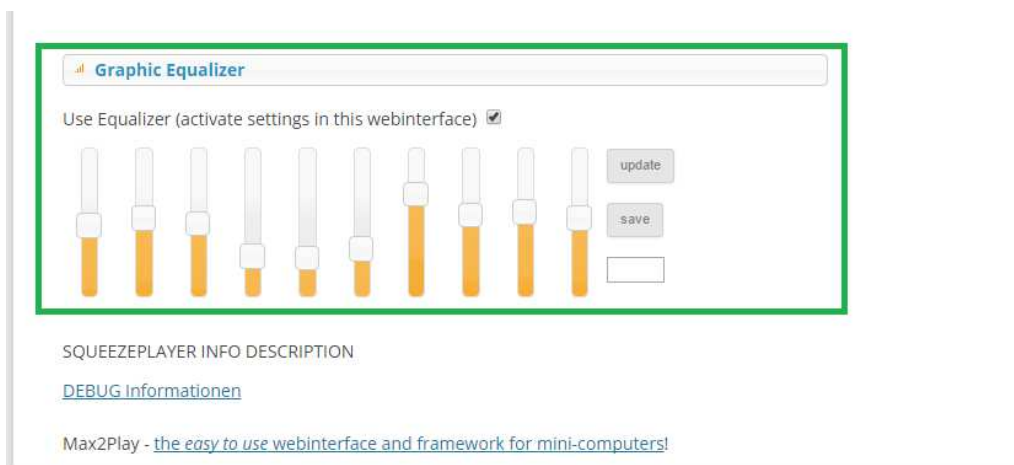 Graphic Equalizer
Use Equalizer (activate settings in this webinterface)
update
save
SQUEEZEPLAYER INFO DESCRIPTION
DEBUG Informationen
Max2Play - the easy to use webinterface and framework for mini-computers!